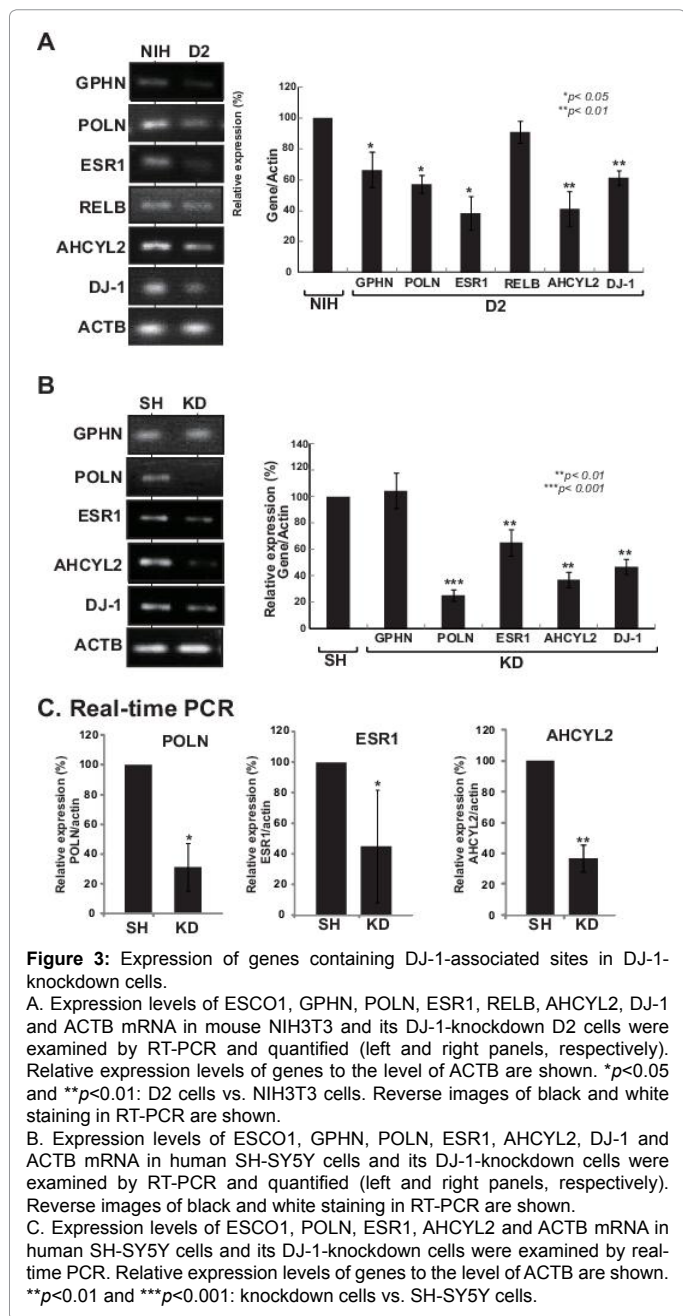 A
NIH D2
GPHN
POLN
ESR1
RELB
AHCYL2
DJ-1
ACTB
Relative expression (%)
Gene/Actin
120
100
80
60
40
20
0
*p< 0.05
**p< 0.01
* * * ** **
GPHN POLN ESR1 RELB AHCYL2 DJ-1
NIH D2
B
SH KD
GPHN
POLN
ESR1
AHCYL2
DJ-1
ACTB
Relative expression (%)
Gene/Actin
140
120
100
80
60
40
20
0
**p< 0.01
***p< 0.001
*** ** ** **
GPHN POLN ESR1 AHCYL2 DJ-1
SH KD
C. Real-time PCR
POLN
Relative expression (%)
POLN/actin
120
100
80
60
40
20
0
*
SH KD
ESR1
Relative expression (%)
ESR1/actin
120
100
80
60
40
20
0
*
SH KD
AHCYL2
Relative expression (%)
AHCYL2/actin
120
100
80
60
40
20
0
**
SH KD
Figure 3: Expression of genes containing DJ-1-associated sites in DJ-1-
knockdown cells.
A. Expression levels of ESCO1, GPHN, POLN, ESR1, RELB, AHCYL2, DJ-1
and ACTB mRNA in mouse NIH3T3 and its DJ-1-knockdown D2 cells were
examined by RT-PCR and quantified (left and right panels, respectively).
Relative expression levels of genes to the level of ACTB are shown. *p<0.05
and **p<0.01: D2 cells vs. NIH3T3 cells. Reverse images of black and white
staining in RT-PCR are shown.
B. Expression levels of ESCO1, GPHN, POLN, ESR1, AHCYL2, DJ-1 and
ACTB mRNA in human SH-SY5Y cells and its DJ-1-knockdown cells were
examined by RT-PCR and quantified (left and right panels, respectively).
Reverse images of black and white staining in RT-PCR are shown.
C. Expression levels of ESCO1, POLN, ESR1, AHCYL2 and ACTB mRNA in
human SH-SY5Y cells and its DJ-1-knockdown cells were examined by real-
time PCR. Relative expression levels of genes to the level of ACTB are shown.
**p<0.01 and ***p<0.001: knockdown cells vs. SH-SY5Y cells.